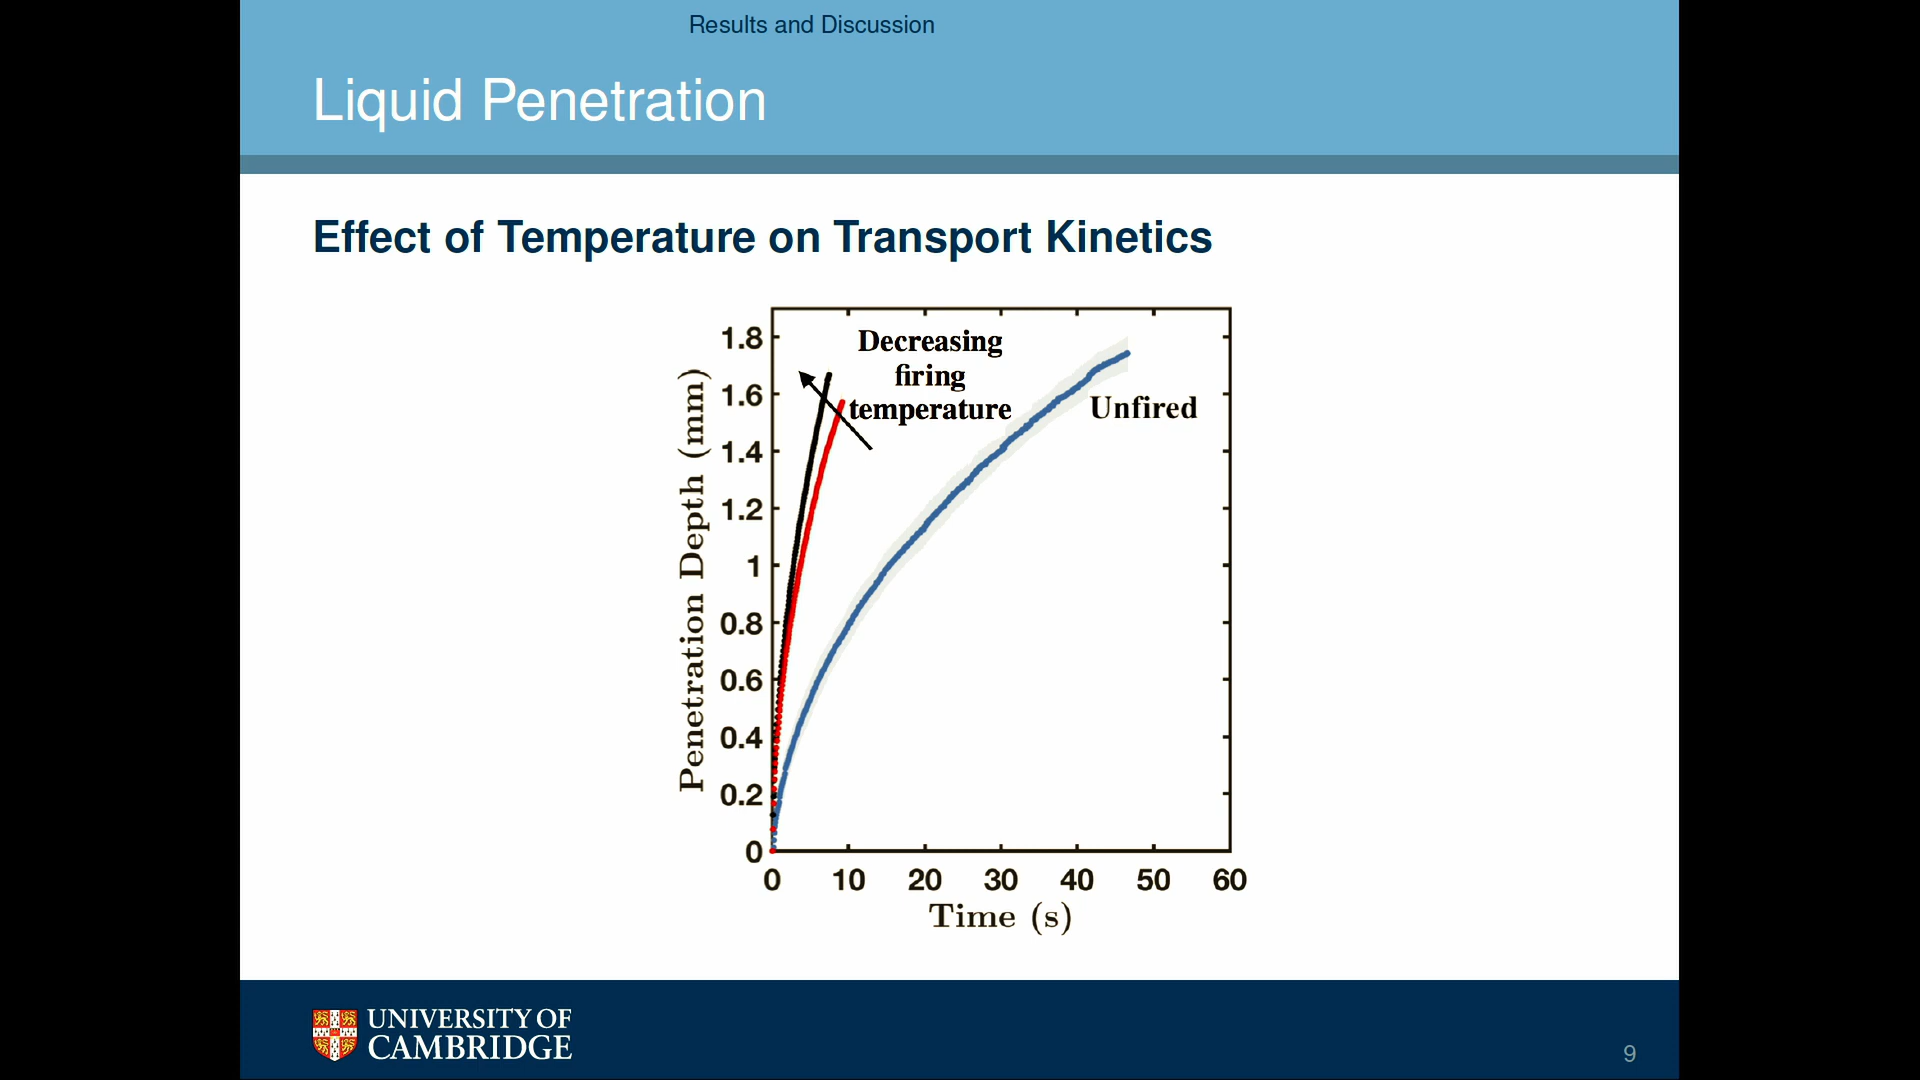 Results and Discussion
Liquid Penetration
Effect of Temperature on Transport Kinetics
Decreasing
firing
temperature
Unfired
1.8
1.6
1.4
1.2
1
0.8
0.6
0.4
0.2
0
Penetration Depth (mm)
0 10 20 30 40 50 60
Time (s)
UNIVERSITY OF
CAMBRIDGE
9